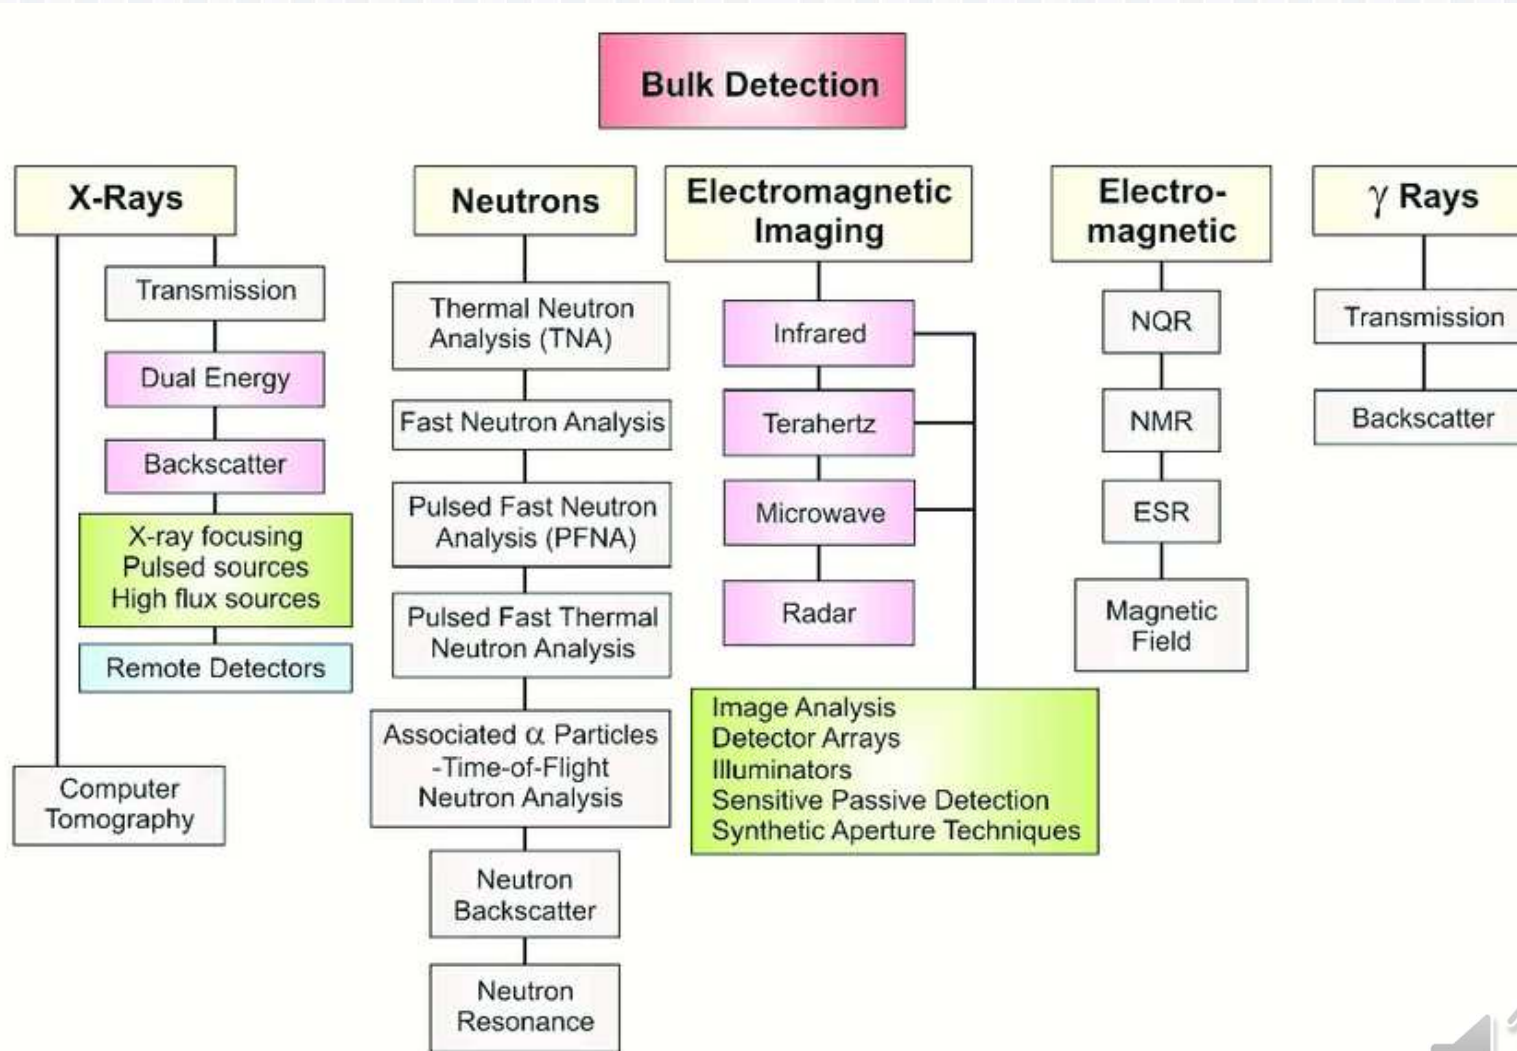 Bulk Detection
X-Rays
Transmission
Dual Energy
Backscatter
X-ray focusing
Pulsed sources
High flux sources
Remote Detectors
Computer
Tomography
Neutrons
Thermal Neutron
Analysis (TNA)
Fast Neutron Analysis
Pulsed Fast Neutron
Analysis (PFNA)
Pulsed Fast Thermal
Neutron Analysis
Associated α Particles
-Time-of-Flight
Neutron Analysis
Neutron
Backscatter
Neutron
Resonance
Electromagnetic
Imaging
Infrared
Terahertz
Microwave
Radar
Image Analysis
Detector Arrays
Illuminators
Sensitive Passive Detection
Synthetic Aperture Techniques
Electro-
magnetic
NQR
NMR
ESR
Magnetic
Field
γ Rays
Transmission
Backscatter